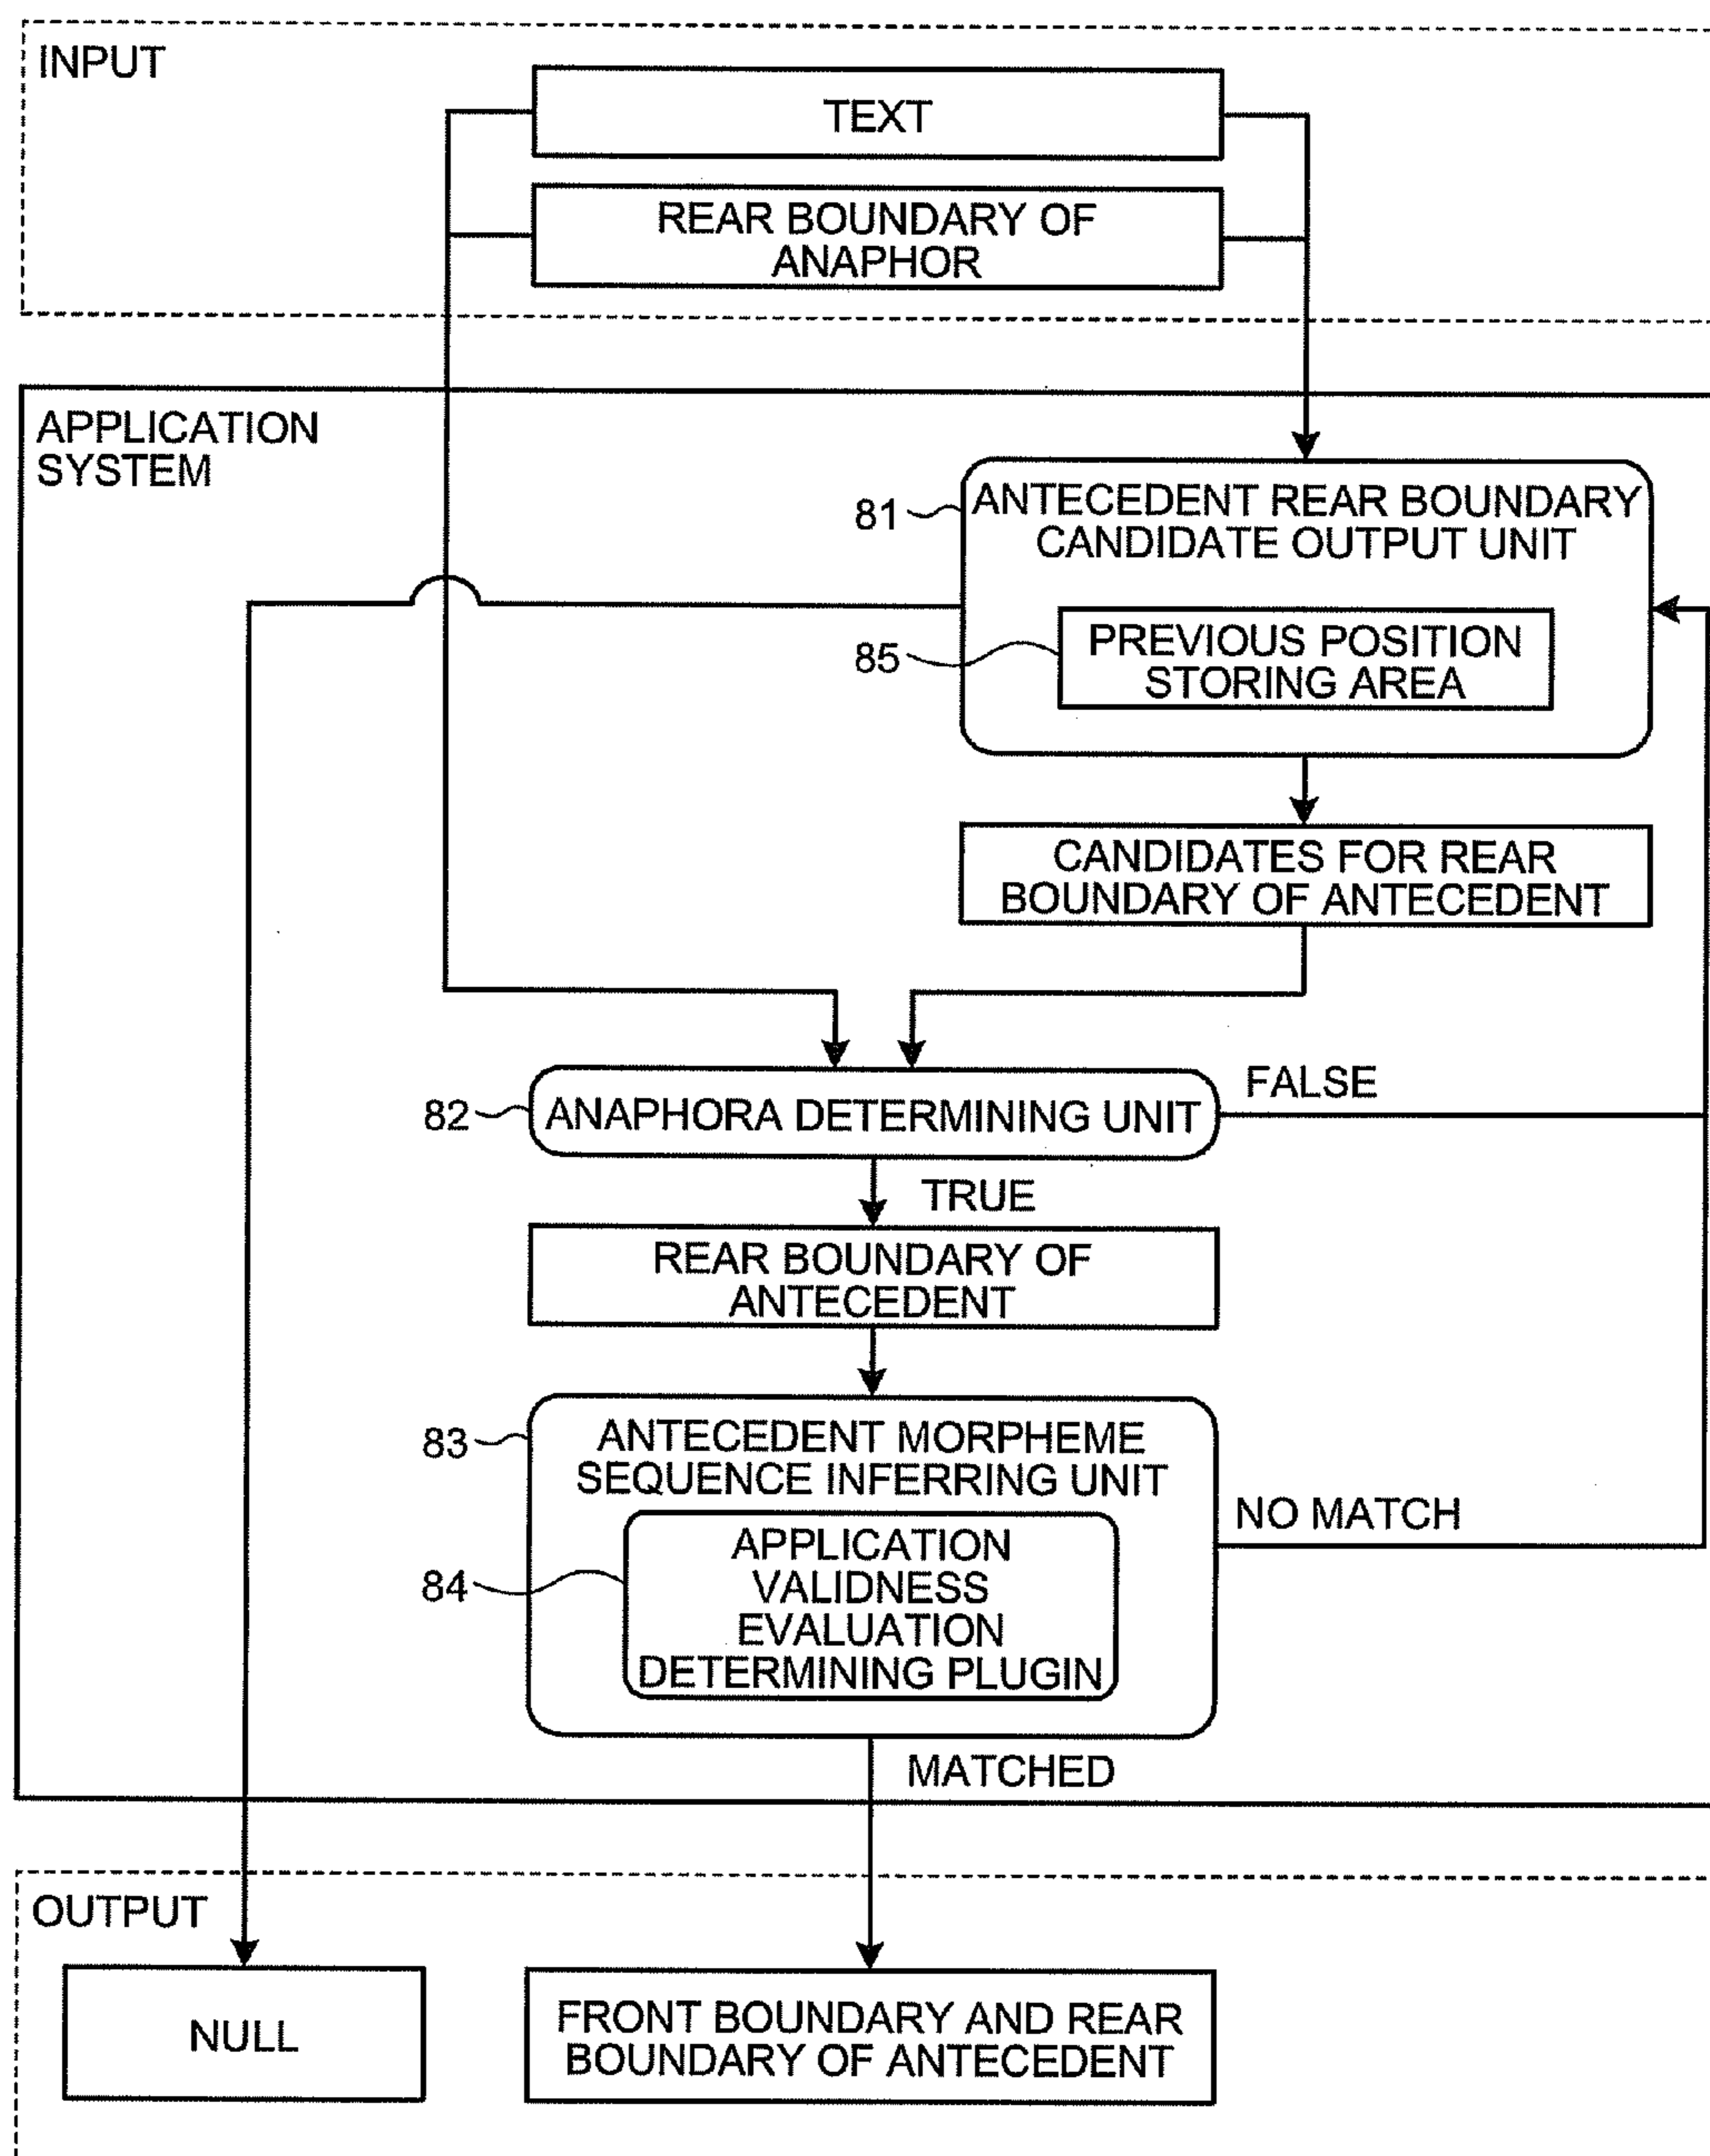 INPUT
TEXT
REAR BOUNDARY OF
ANAPHOR
APPLICATION
SYSTEM
81
ANTECEDENT REAR BOUNDARY
CANDIDATE OUTPUT UNIT
85
PREVIOUS POSITION
STORING AREA
CANDIDATES FOR REAR
BOUNDARY OF ANTECEDENT
82
ANAPHORA DETERMINING UNIT
FALSE
TRUE
REAR BOUNDARY OF
ANTECEDENT
83
ANTECEDENT MORPHEME
SEQUENCE INFERRING UNIT
NO MATCH
84
APPLICATION
VALIDNESS
EVALUATION
DETERMINING PLUGIN
MATCHED
OUTPUT
NULL
FRONT BOUNDARY AND REAR
BOUNDARY OF ANTECEDENT